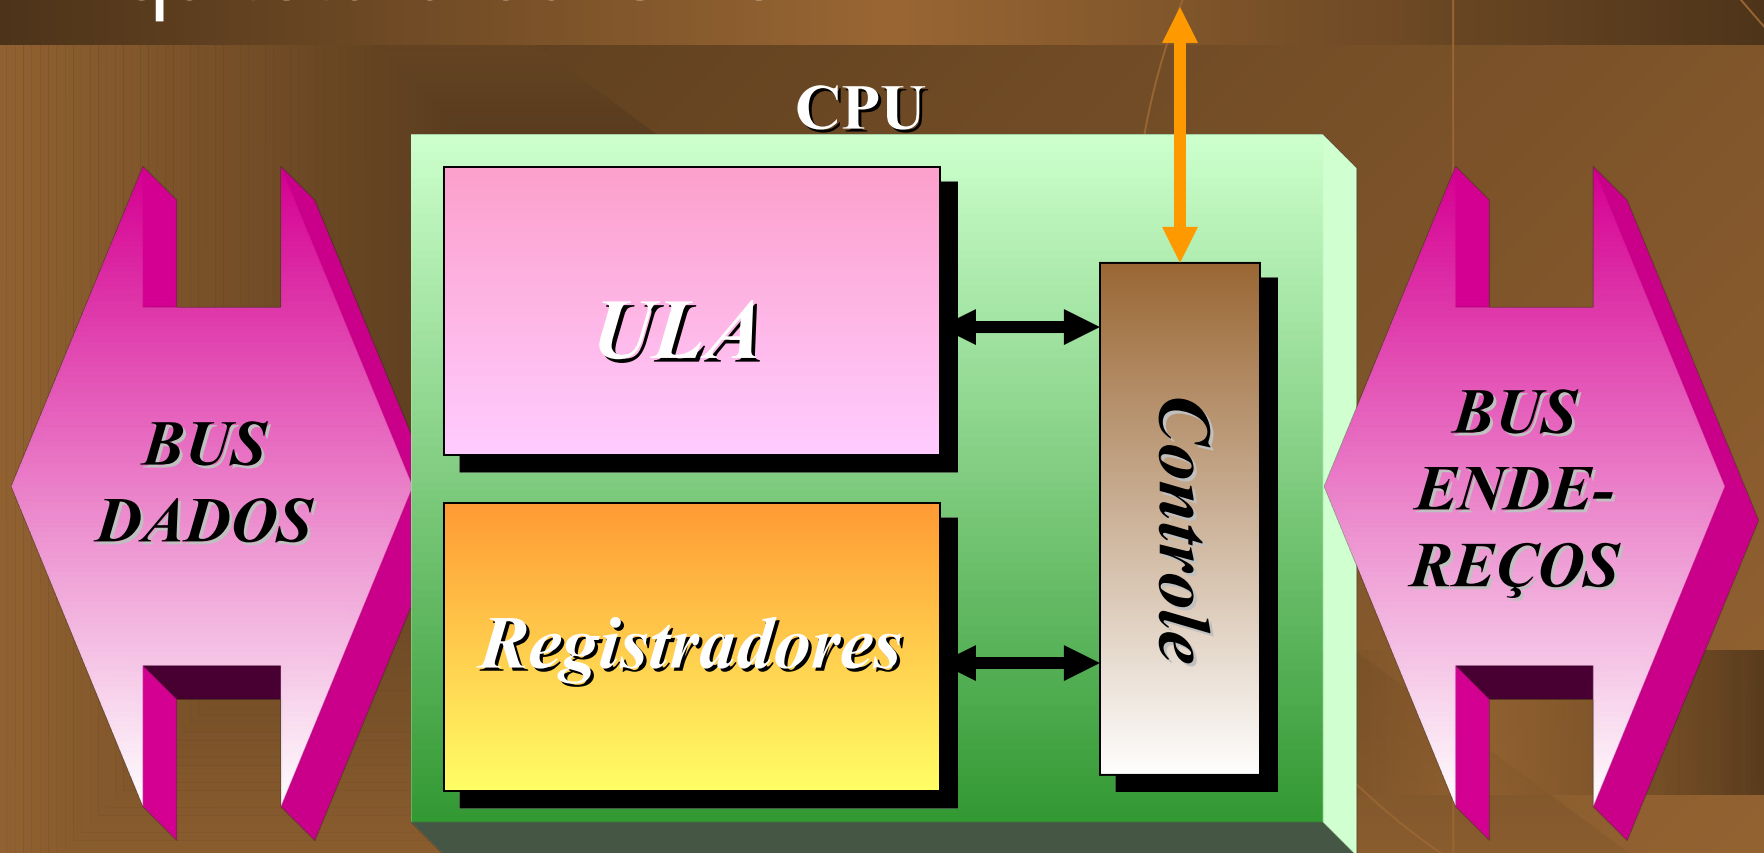 CPU
ULA
Registradores
Controle
BUS
DADOS
BUS
ENDE-
REÇOS